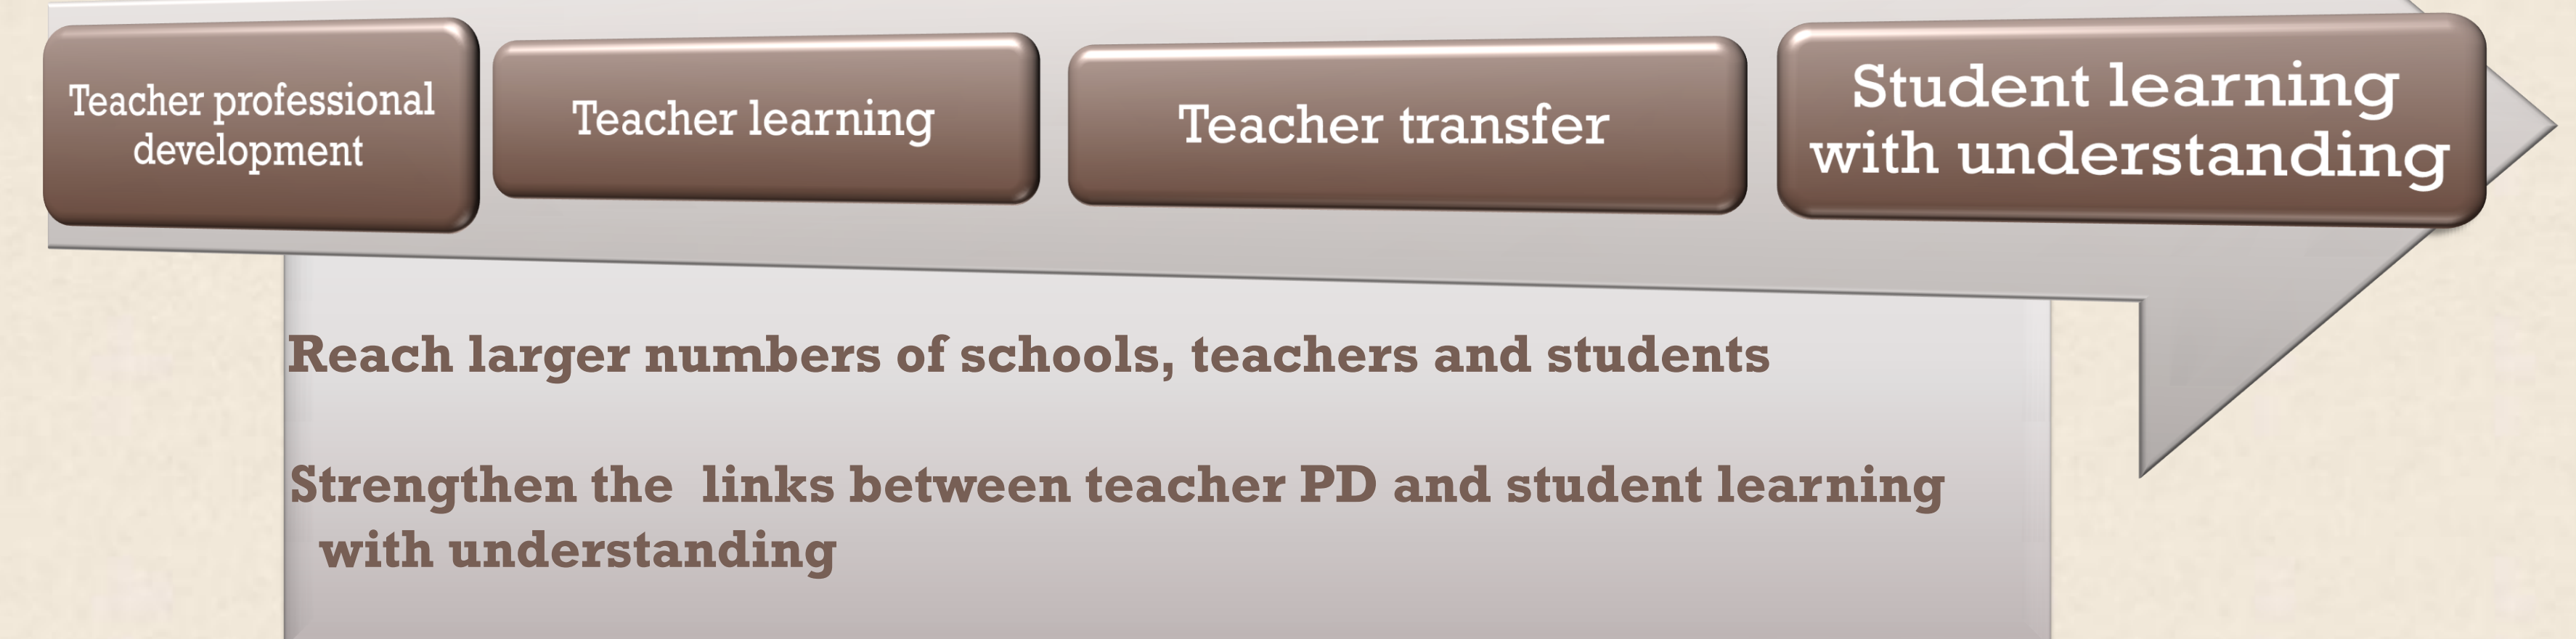 Teacher professional
development
Teacher learning
Teacher transfer
Student learning
with understanding
Reach larger numbers of schools, teachers and students
Strengthen the  links between teacher PD and student learning
with understanding